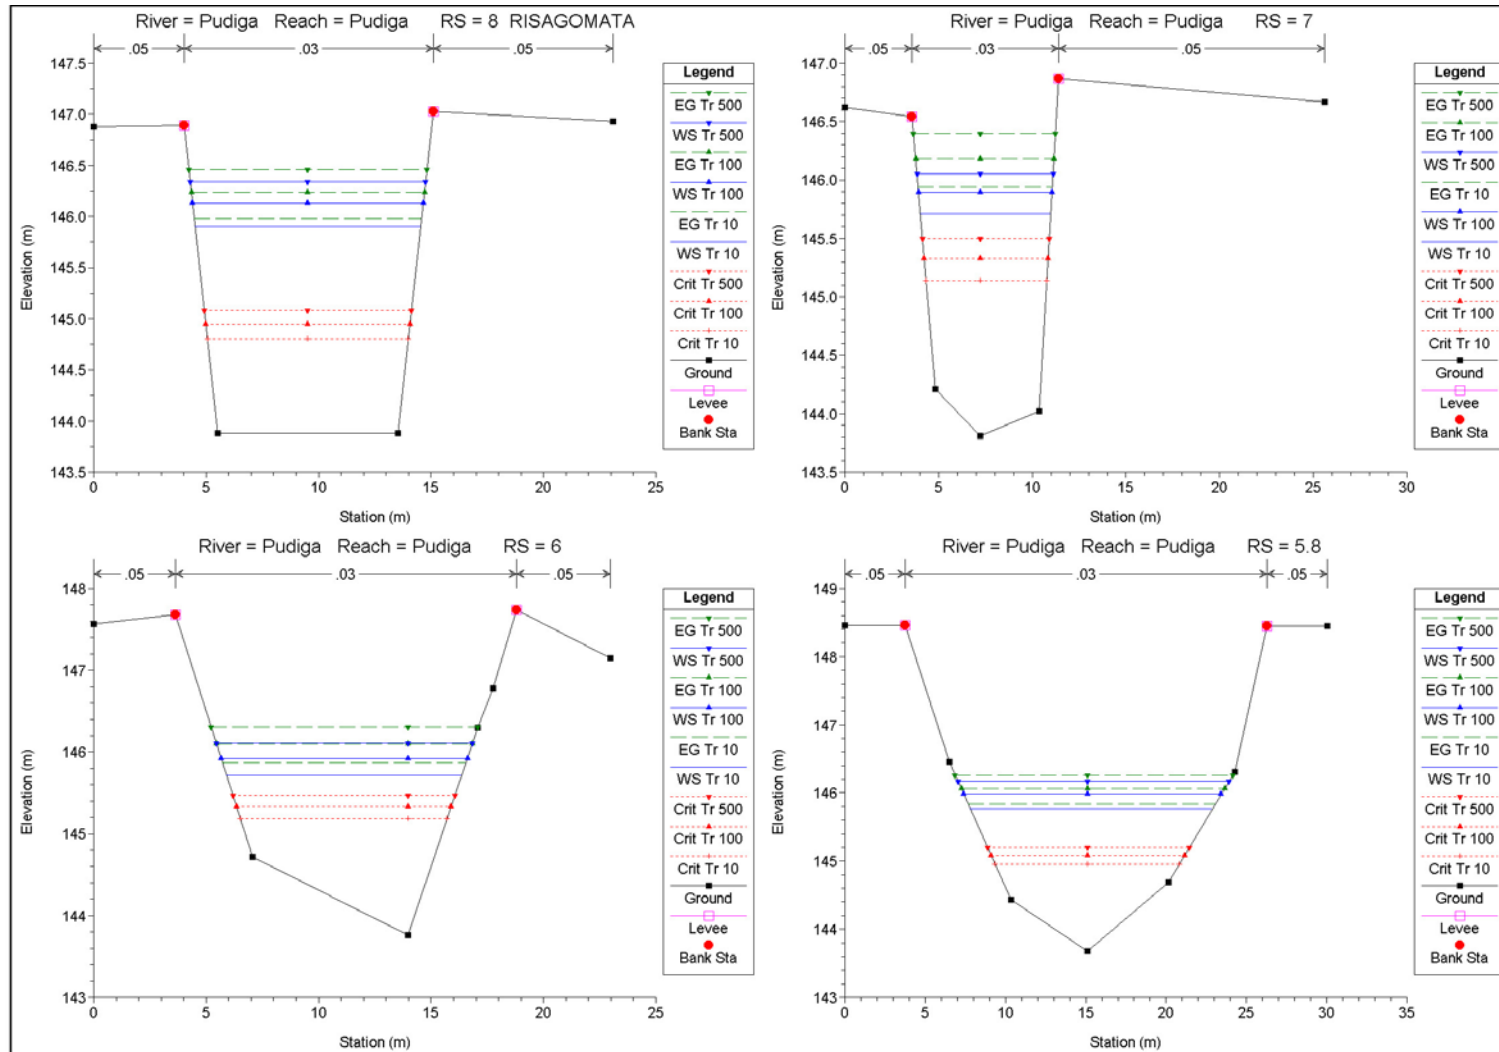 River = Pudiga Reach = Pudiga RS = 8 RISAGOMATA
.05 .03 .05
Elevation (m)
147.5
147.0
146.5
146.0
145.5
145.0
144.5
144.0
143.5
0 5 10 15 20 25
Station (m)
Legend
EG Tr 500
WS Tr 500
EG Tr 100
WS Tr 100
EG Tr 10
WS Tr 10
Crit Tr 500
Crit Tr 100
Crit Tr 10
Ground
Levee
Bank Sta
River = Pudiga Reach = Pudiga RS = 7
.05 .03 .05
Elevation (m)
147.0
146.5
146.0
145.5
145.0
144.5
144.0
143.5
0 5 10 15 20 25 30
Station (m)
Legend
EG Tr 500
EG Tr 100
WS Tr 500
EG Tr 10
WS Tr 100
WS Tr 10
Crit Tr 500
Crit Tr 100
Crit Tr 10
Ground
Levee
Bank Sta
River = Pudiga Reach = Pudiga RS = 6
.05 .03 .05
Elevation (m)
148
147
146
145
144
143
0 5 10 15 20 25
Station (m)
Legend
EG Tr 500
WS Tr 500
EG Tr 100
WS Tr 100
EG Tr 10
WS Tr 10
Crit Tr 500
Crit Tr 100
Crit Tr 10
Ground
Levee
Bank Sta
River = Pudiga Reach = Pudiga RS = 5.8
.05 .03 .05
Elevation (m)
149
148
147
146
145
144
143
0 5 10 15 20 25 30 35
Station (m)
Legend
EG Tr 500
WS Tr 500
EG Tr 100
WS Tr 100
EG Tr 10
WS Tr 10
Crit Tr 500
Crit Tr 100
Crit Tr 10
Ground
Levee
Bank Sta